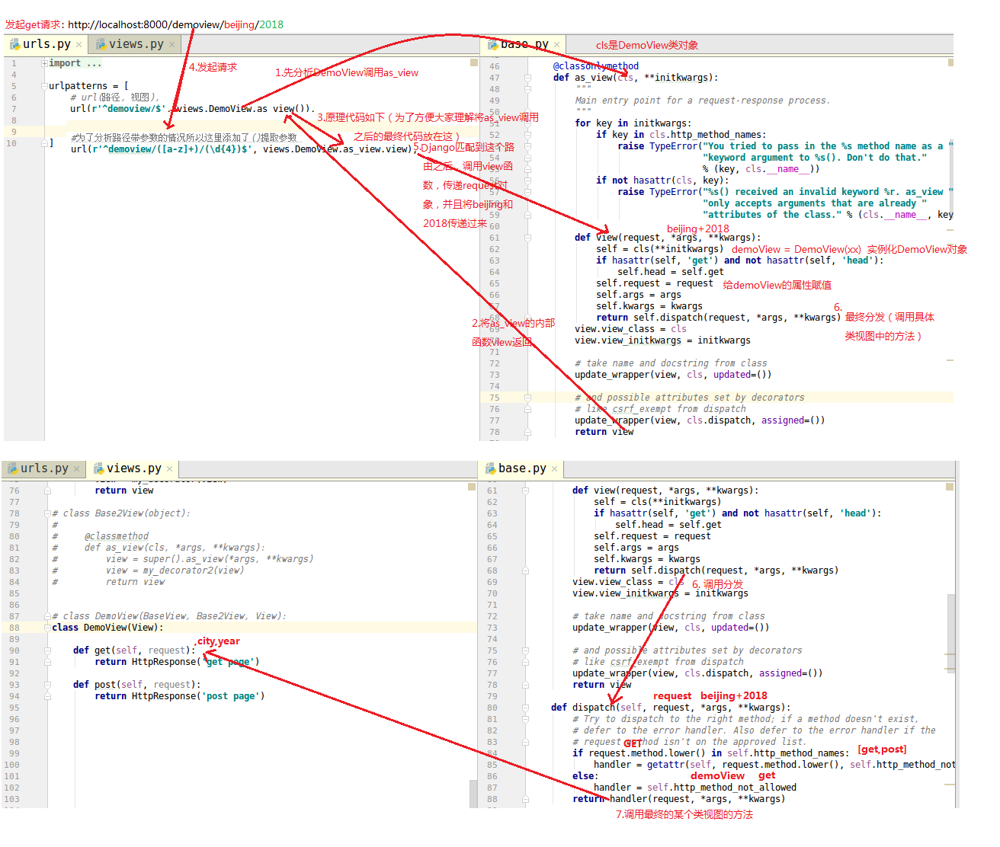 发起get请求: http://localhost:8000/demoview/beijing/2018
urls.py
views.py
1 import ...
4
5 urlpatterns = [
6 # url(路径, 视图),
7 url(r'^demoview/$', views.DemoView.as_view()),
8
9 #为了分析路径带参数的情况所以这里添加了()提取参数
10 ] url(r'^demoview/([a-z]+)/(\d{4})$', views.DemoView.as_view.view),
4.发起请求
1.先分析DemoView调用as_view
3.原理代码如下（为了方便大家理解将as_view调用
之后的最终代码放在这）
5.Django匹配到这个路
由之后，调用view函
数，传递request对
象，并且将beijing和
2018传递过来
2.将as_view的内部
函数view返回
base.py
cls是DemoView类对象
46 @classonlymethod
47 def as_view(cls, **initkwargs):
48 """
49 Main entry point for a request-response process.
50 """
51 for key in initkwargs:
52 if key in cls.http_method_names:
53 raise TypeError("You tried to pass in the %s method name as a "
54 "keyword argument to %s(). Don't do that."
55 % (key, cls.__name__))
56 if not hasattr(cls, key):
57 raise TypeError("%s() received an invalid keyword %r. as_view "
58 "only accepts arguments that are already "
59 "attributes of the class." % (cls.__name__, key
60
beijing+2018
61 def view(request, *args, **kwargs):
62 self = cls(**initkwargs) demoView = DemoView(xx) 实例化DemoView对象
63 if hasattr(self, 'get') and not hasattr(self, 'head'):
64 self.head = self.get
65 self.request = request 给demoView的属性赋值
66 self.args = args
67 self.kwargs = kwargs
68 return self.dispatch(request, *args, **kwargs)
6.
最终分发（调用具体
类视图中的方法）
69 view.view_class = cls
70 view.view_initkwargs = initkwargs
71
72 # take name and docstring from class
73 update_wrapper(view, cls, updated=())
74
75 # and possible attributes set by decorators
76 # like csrf_exempt from dispatch
77 update_wrapper(view, cls.dispatch, assigned=())
78 return view
urls.py
views.py
76 return view
77
78 # class Base2View(object):
79 #
80 # @classmethod
81 # def as_view(cls, *args, **kwargs):
82 # view = super().as_view(*args, **kwargs)
83 # view = my_decorator2(view)
84 # return view
85
86
87 # class DemoView(BaseView, Base2View, View):
88 class DemoView(View):
89
,city,year
90 def get(self, request):
91 return HttpResponse('get page')
92
93 def post(self, request):
94 return HttpResponse('post page')
95
96
97
98
99
100
101
102
103
base.py
61 def view(request, *args, **kwargs):
62 self = cls(**initkwargs)
63 if hasattr(self, 'get') and not hasattr(self, 'head'):
64 self.head = self.get
65 self.request = request
66 self.args = args
67 self.kwargs = kwargs
68 return self.dispatch(request, *args, **kwargs)
69 view.view_class = cls 6. 调用分发
70 view.view_initkwargs = initkwargs
71
72 # take name and docstring from class
73 update_wrapper(view, cls, updated=())
74
75 # and possible attributes set by decorators
76 # like csrf_exempt from dispatch
77 update_wrapper(view, cls.dispatch, assigned=())
78 return view
79
request beijing+2018
80 def dispatch(self, request, *args, **kwargs):
81 # Try to dispatch to the right method; if a method doesn't exist,
82 # defer to the error handler. Also defer to the error handler if the
83 # request method isn't on the approved list.
GET
84 if request.method.lower() in self.http_method_names: [get,post]
85 handler = getattr(self, request.method.lower(), self.http_method_not
86 else: demoView get
87 handler = self.http_method_not_allowed
88 return handler(request, *args, **kwargs)
7.调用最终的某个类视图的方法